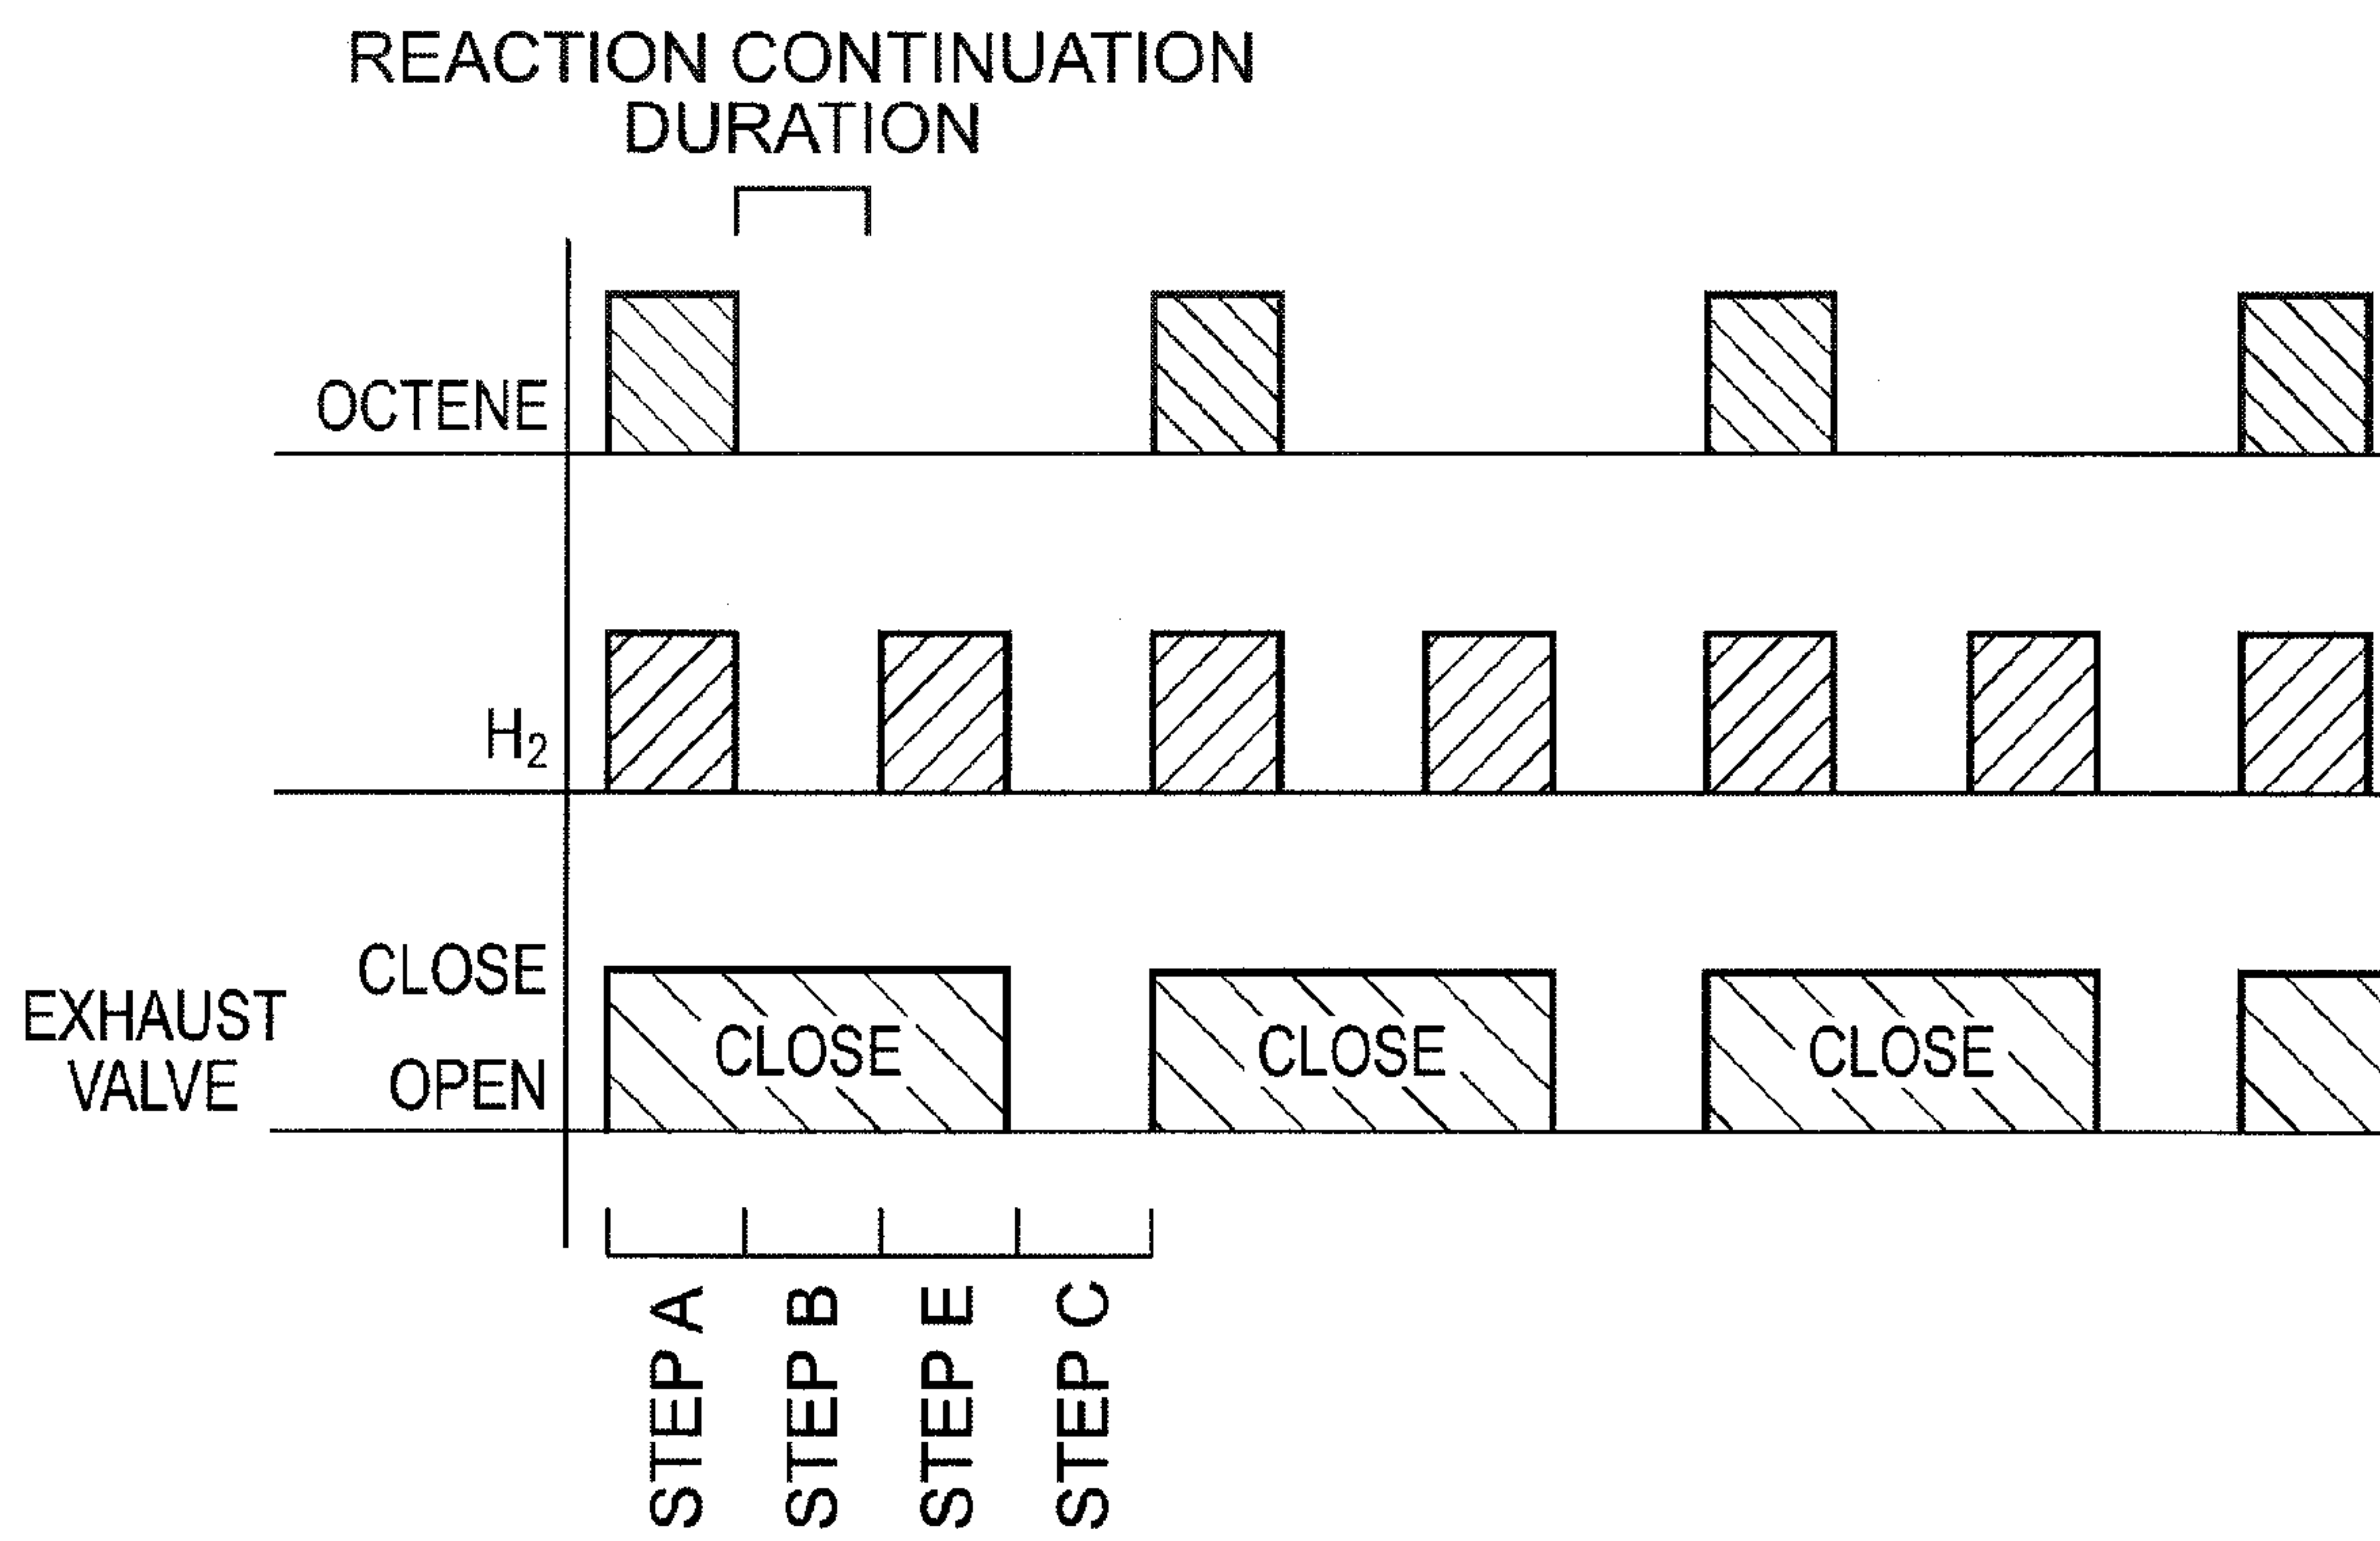 REACTION CONTINUATION
DURATION
OCTENE
H₂
EXHAUST
VALVE
CLOSE
OPEN
CLOSE
CLOSE
CLOSE
STEP A
STEP B
STEP E
STEP C